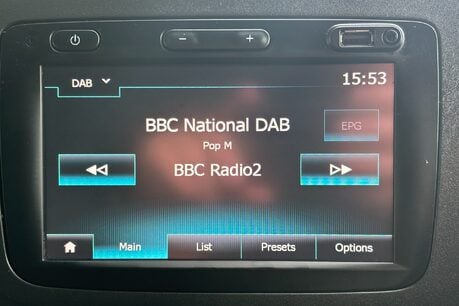 DAB
15:53
BBC National DAB
EPG
Pop M
BBC Radio2
Main
List
Presets
Options